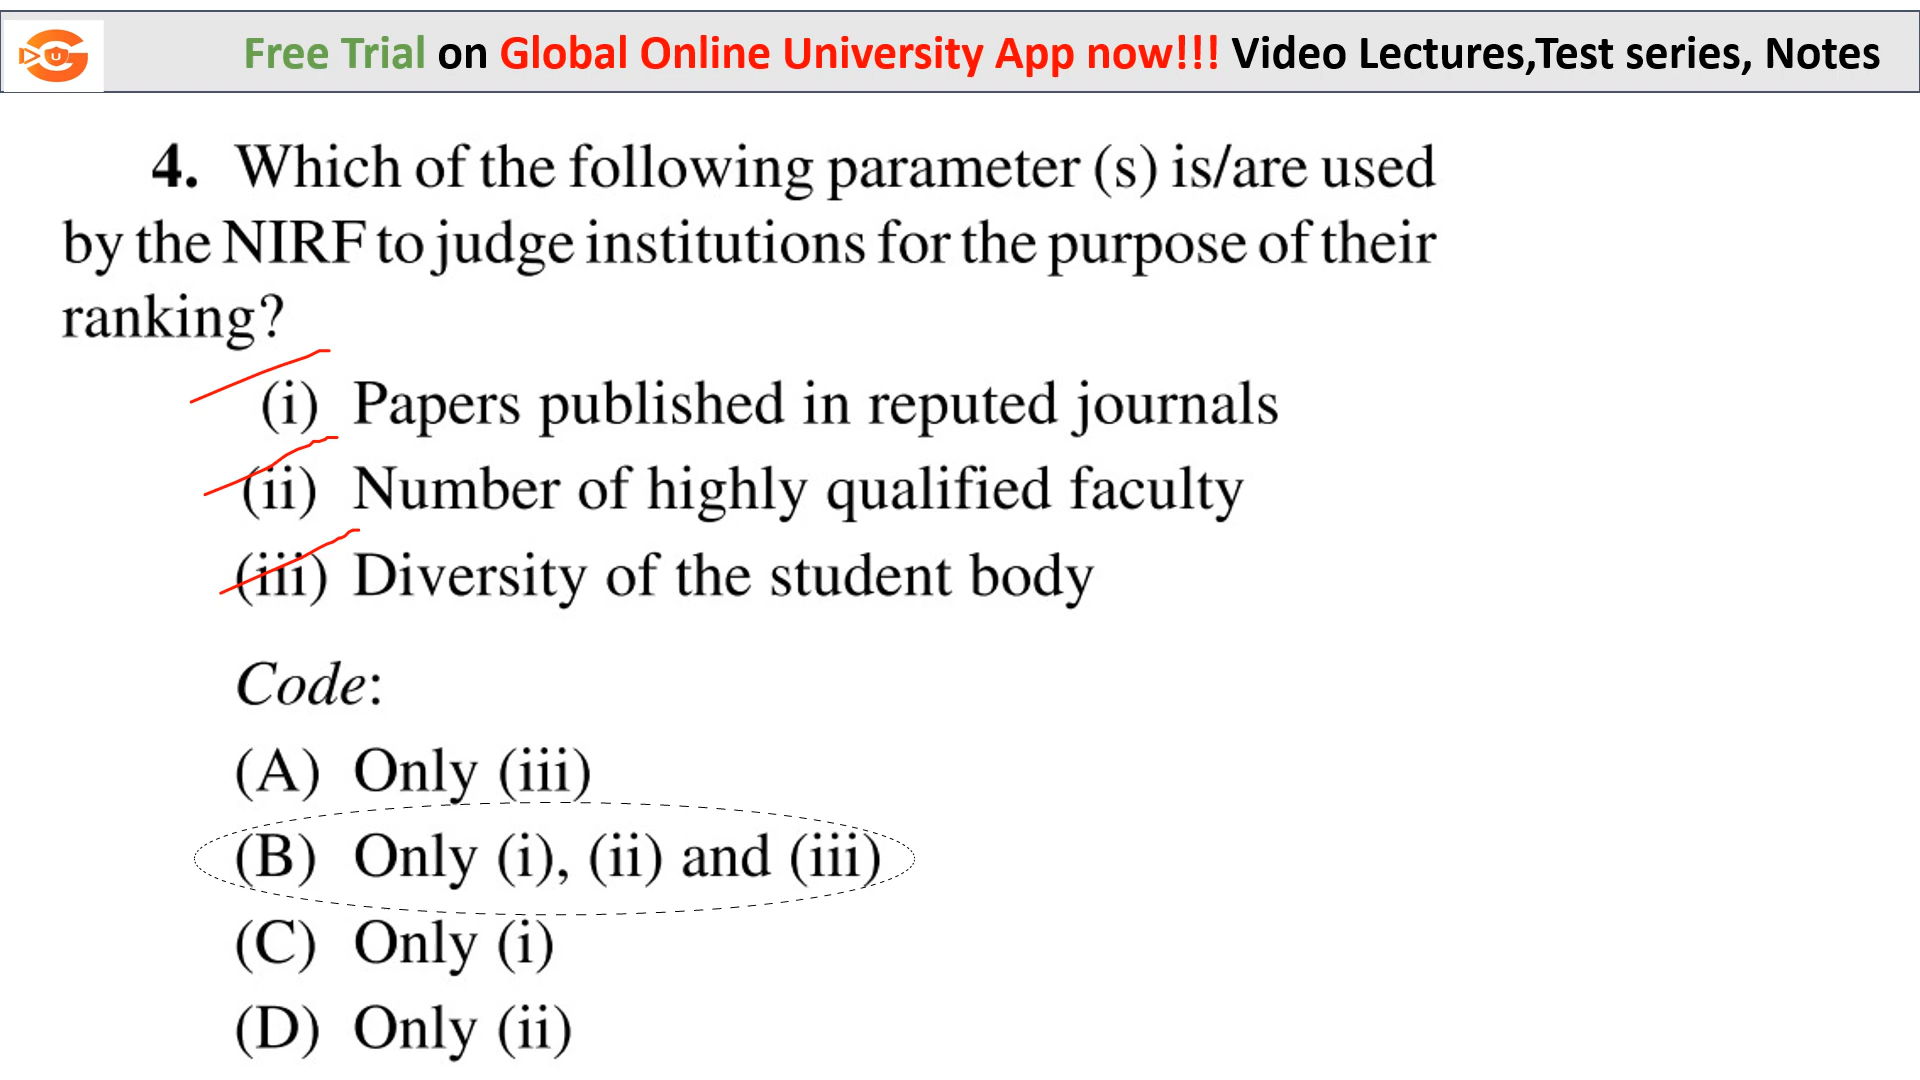 Free Trial on Global Online University App now!!! Video Lectures,Test series, Notes
4. Which of the following parameter (s) is/are used
by the NIRF to judge institutions for the purpose of their
ranking?
(i) Papers published in reputed journals
(ii) Number of highly qualified faculty
(iii) Diversity of the student body
Code:
(A) Only (iii)
(B) Only (i), (ii) and (iii)
(C) Only (i)
(D) Only (ii)